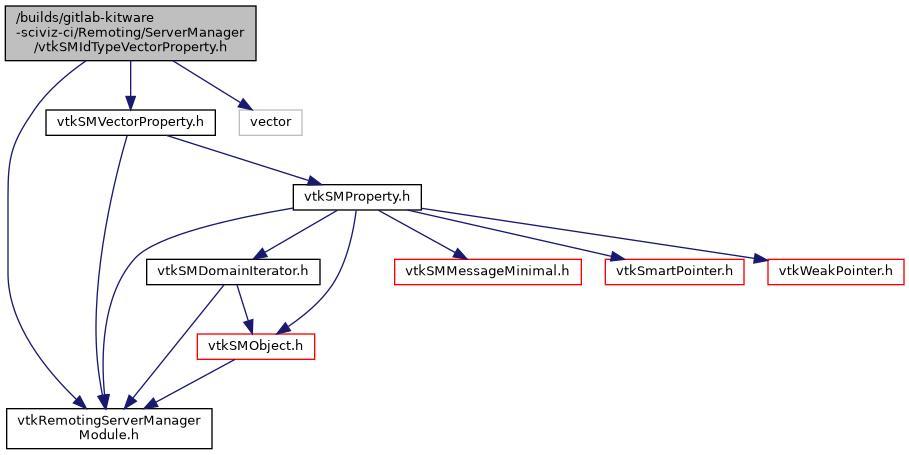 /builds/gitlab-kitware
-sciviz-ci/Remoting/ServerManager
/vtkSMIdTypeVectorProperty.h
vtkSMVectorProperty.h
vector
vtkSMProperty.h
vtkSMDomainIterator.h
vtkSMMessageMinimal.h
vtkSmartPointer.h
vtkWeakPointer.h
vtkSMObject.h
vtkRemotingServerManager
Module.h